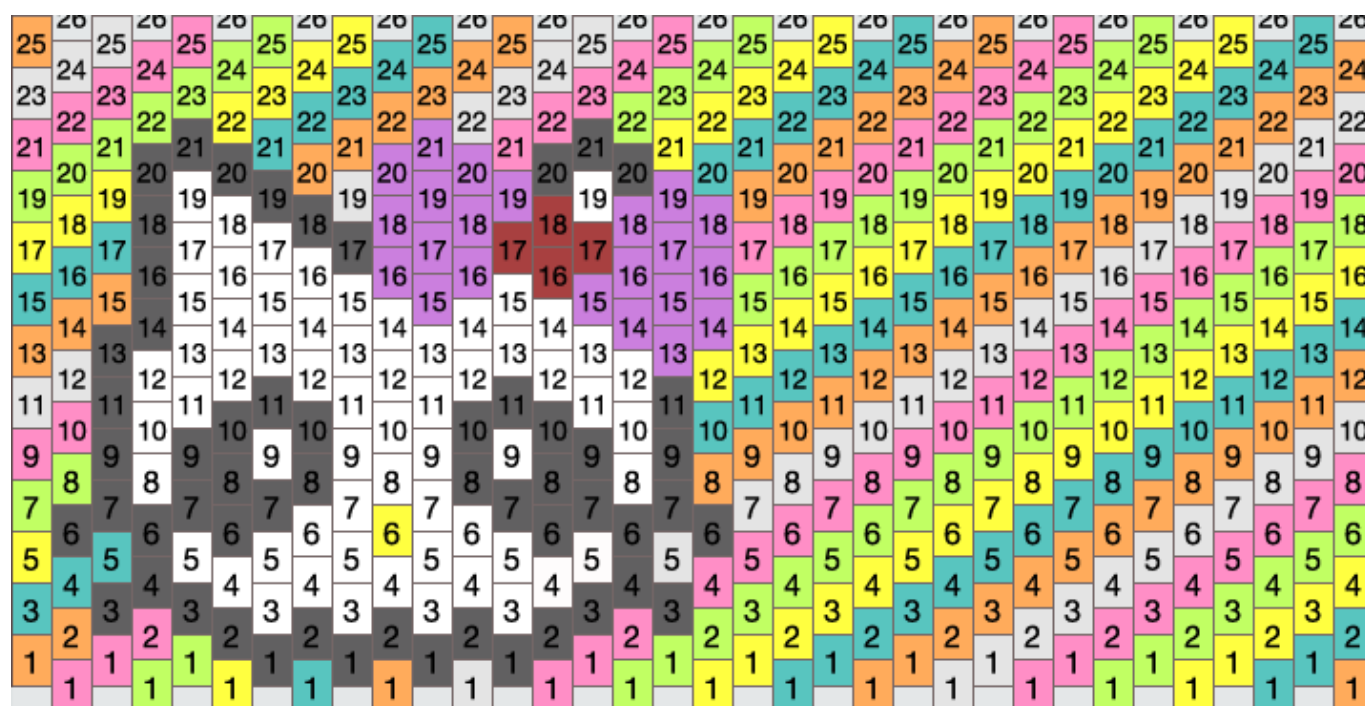 26 26 26 26 26 26 26 26 26 26 26 26 26 26 26 26 26
25 25 25 25 25 25 25 25 25 25 25 25 25 25 25 25 25
24 24 24 24 24 24 24 24 24 24 24 24 24 24 24 24 24
23 23 23 23 23 23 23 23 23 23 23 23 23 23 23 23 23
22 22 22 22 22 22 22 22 22 22 22 22 22 22 22 22 22
21 21 21 21 21 21 21 21 21 21 21 21 21 21 21 21 21
20 20 20 20 20 20 20 20 20 20 20 20 20 20 20 20 20
19 19 19 19 19 19 19 19 19 19 19 19 19 19 19 19 19
18 18 18 18 18 18 18 18 18 18 18 18 18 18 18 18 18
17 17 17 17 17 17 17 17 17 17 17 17 17 17 17 17 17
16 16 16 16 16 16 16 16 16 16 16 16 16 16 16 16 16
15 15 15 15 15 15 15 15 15 15 15 15 15 15 15 15 15
14 14 14 14 14 14 14 14 14 14 14 14 14 14 14 14 14
13 13 13 13 13 13 13 13 13 13 13 13 13 13 13 13 13
12 12 12 12 12 12 12 12 12 12 12 12 12 12 12 12 12
11 11 11 11 11 11 11 11 11 11 11 11 11 11 11 11 11
10 10 10 10 10 10 10 10 10 10 10 10 10 10 10 10 10
9 9 9 9 9 9 9 9 9 9 9 9 9 9 9 9 9
8 8 8 8 8 8 8 8 8 8 8 8 8 8 8 8 8
7 7 7 7 7 7 7 7 7 7 7 7 7 7 7 7 7
6 6 6 6 6 6 6 6 6 6 6 6 6 6 6 6 6
5 5 5 5 5 5 5 5 5 5 5 5 5 5 5 5 5
4 4 4 4 4 4 4 4 4 4 4 4 4 4 4 4 4
3 3 3 3 3 3 3 3 3 3 3 3 3 3 3 3 3
2 2 2 2 2 2 2 2 2 2 2 2 2 2 2 2 2
1 1 1 1 1 1 1 1 1 1 1 1 1 1 1 1 1
1 1 1 1 1 1 1 1 1 1 1 1 1 1 1 1 1